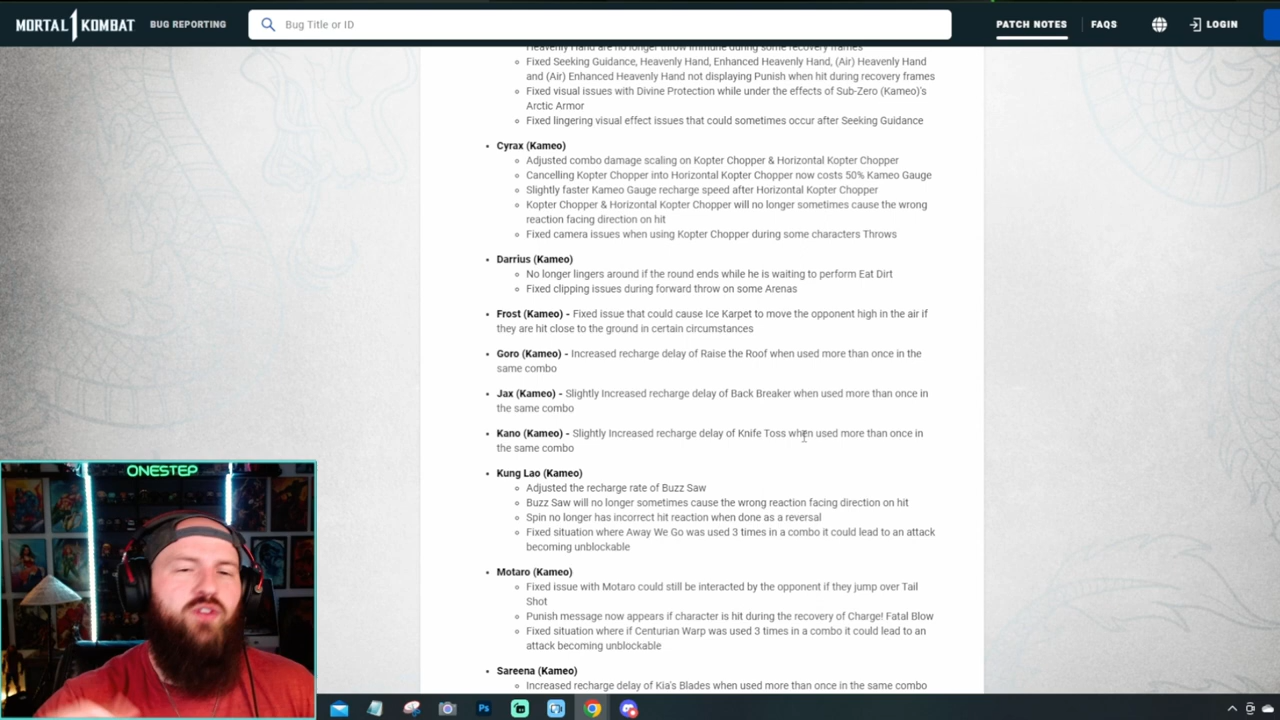 MORTAL KOMBAT
BUG REPORTING
Bug Title or ID
PATCH NOTES
FAQS
LOGIN
Heavenly Hand are no longer throw immune during some recovery frames
Fixed Seeking Guidance, Heavenly Hand, Enhanced Heavenly Hand, (Air) Heavenly Hand
and (Air) Enhanced Heavenly Hand not displaying Punish when hit during recovery frames
Fixed visual issues with Divine Protection while under the effects of Sub-Zero (Kameo)'s
Arctic Armor
Fixed lingering visual effect issues that could sometimes occur after Seeking Guidance
Cyrax (Kameo)
Adjusted combo damage scaling on Kopter Chopper & Horizontal Kopter Chopper
Cancelling Kopter Chopper into Horizontal Kopter Chopper now costs 50% Kameo Gauge
Slightly faster Kameo Gauge recharge speed after Horizontal Kopter Chopper
Kopter Chopper & Horizontal Kopter Chopper will no longer sometimes cause the wrong
reaction facing direction on hit
Fixed camera issues when using Kopter Chopper during some characters Throws
Darrius (Kameo)
No longer lingers around if the round ends while he is waiting to perform Eat Dirt
Fixed clipping issues during forward throw on some Arenas
Frost (Kameo) - Fixed issue that could cause Ice Karpet to move the opponent high in the air if
they are hit close to the ground in certain circumstances
Goro (Kameo) - Increased recharge delay of Raise the Roof when used more than once in the
same combo
Jax (Kameo) - Slightly Increased recharge delay of Back Breaker when used more than once in
the same combo
Kano (Kameo) - Slightly Increased recharge delay of Knife Toss when used more than once in
the same combo
Kung Lao (Kameo)
Adjusted the recharge rate of Buzz Saw
Buzz Saw will no longer sometimes cause the wrong reaction facing direction on hit
Spin no longer has incorrect hit reaction when done as a reversal
Fixed situation where Away We Go was used 3 times in a combo it could lead to an attack
becoming unblockable
Motaro (Kameo)
Fixed issue with Motaro could still be interacted by the opponent if they jump over Tail
Shot
Punish message now appears if character is hit during the recovery of Charge! Fatal Blow
Fixed situation where if Centurian Warp was used 3 times in a combo it could lead to an
attack becoming unblockable
Sareena (Kameo)
Increased recharge delay of Kia's Blades when used more than once in the same combo
ONESTEP
Ps